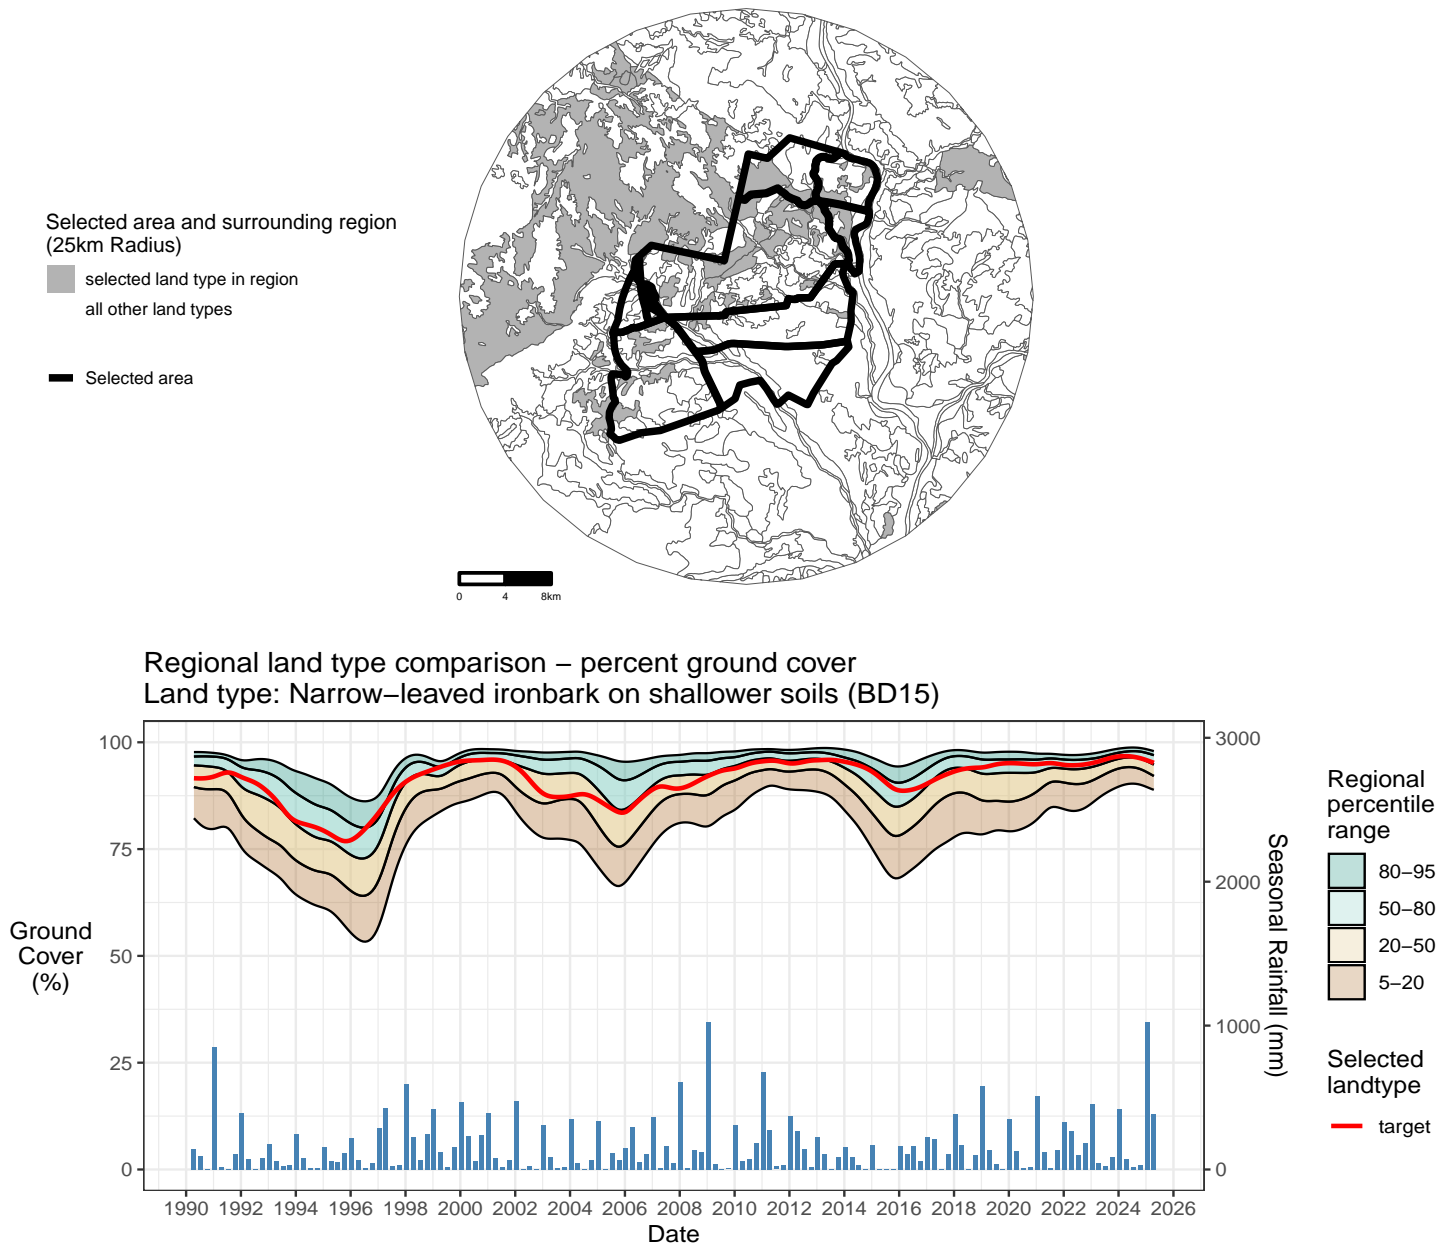 Selected area and surrounding region
(25km Radius)
selected land type in region
all other land types
Selected area
0 4 8km
Regional land type comparison − percent ground cover
Land type: Narrow−leaved ironbark on shallower soils (BD15)
100
75
50
25
0
Ground
Cover
(%)
3000
2000
1000
0
Seasonal Rainfall (mm)
1990 1992 1994 1996 1998 2000 2002 2004 2006 2008 2010 2012 2014 2016 2018 2020 2022 2024 2026
Date
Regional
percentile
range
80−95
50−80
20−50
5−20
Selected
landtype
target